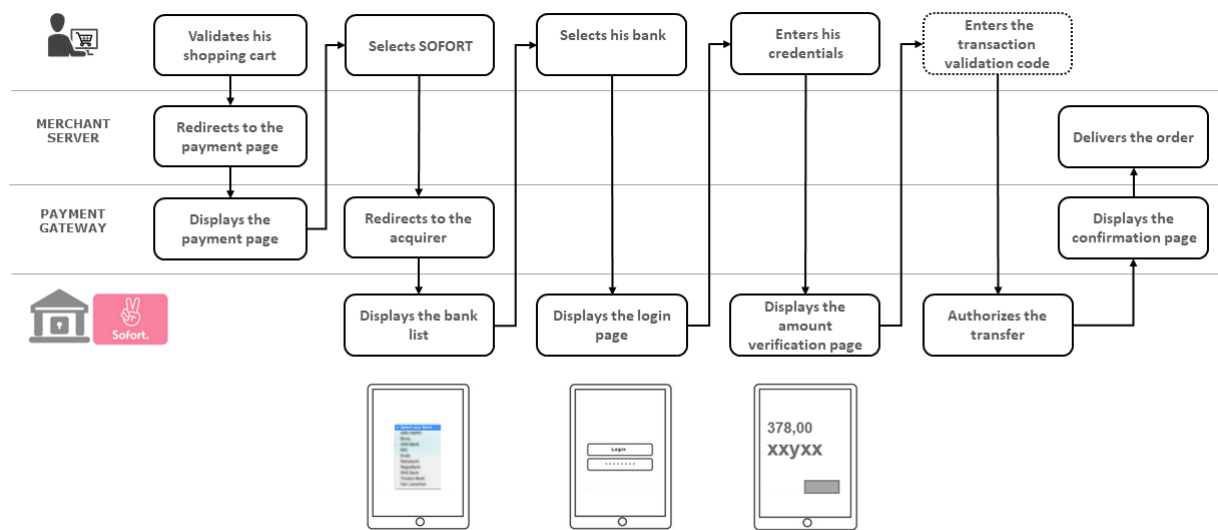 Validates his
shopping cart
Selects SOFORT
Selects his bank
Enters his
credentials
Enters the
transaction
validation code
MERCHANT
SERVER
Redirects to the
payment page
Delivers the order
PAYMENT
GATEWAY
Displays the
payment page
Redirects to the
acquirer
Displays the
confirmation page
Sofort.
Displays the bank
list
Displays the login
page
Displays the
amount
verification page
Authorizes the
transfer
Select your Bank
Login
378,00
xxyxx